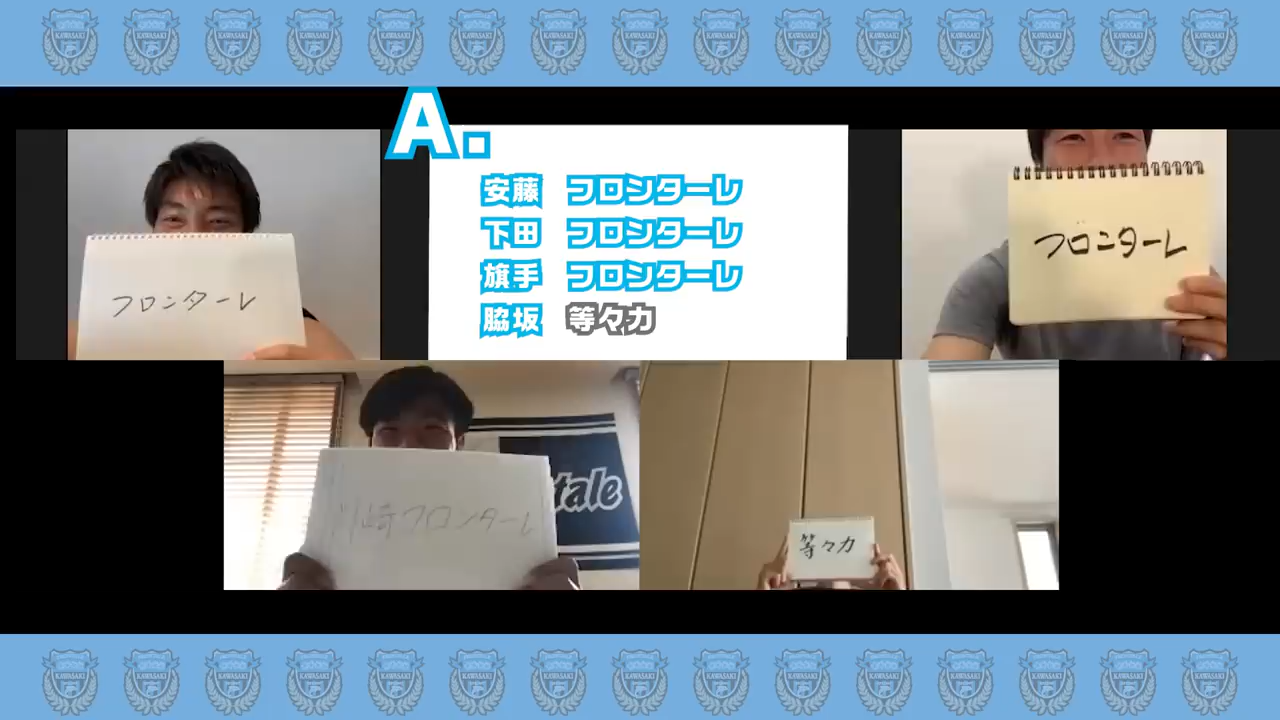 A.
安藤 フロンターレ
下田 フロンターレ
旗手 フロンターレ
脇坂 等々力
フロンターレ
フロンターレ
川崎フロンターレ
tale
等々力
KAWASAKI